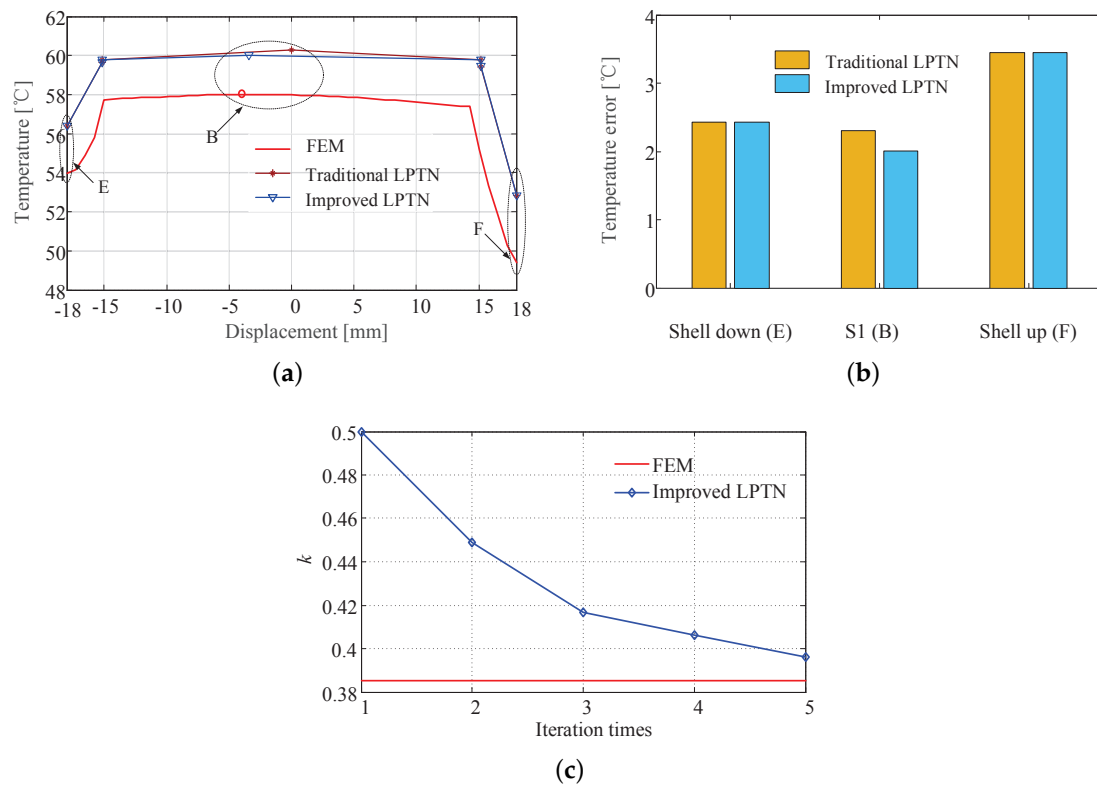 62
60
58
56
54
52
50
48
Temperature [℃]
B
E
F
FEM
Traditional LPTN
Improved LPTN
-18 -15 -10 -5 0 5 10 15 18
Displacement [mm]
(a)
4
3
2
1
0
Temperature error [℃]
Traditional LPTN
Improved LPTN
Shell down (E) S1 (B) Shell up (F)
(b)
0.5
0.48
0.46
0.44
0.42
0.4
0.38
k
FEM
Improved LPTN
1 2 3 4 5
Iteration times
(c)